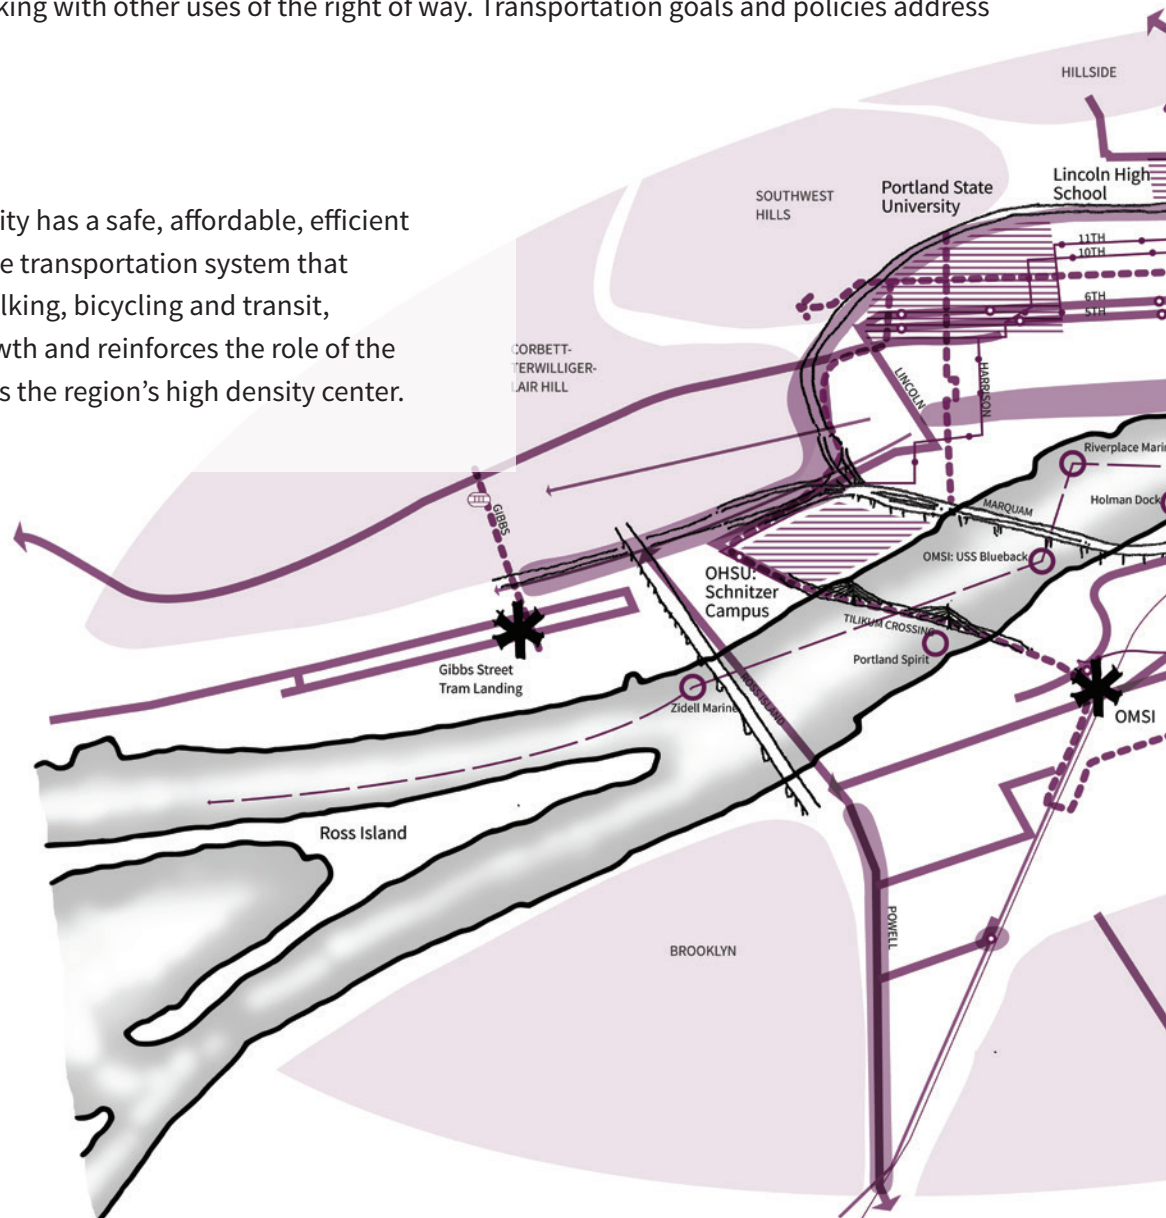 king with other uses of the right of way. Transportation goals and policies address
ity has a safe, affordable, efficient
e transportation system that
lking, bicycling and transit,
wth and reinforces the role of the
s the region's high density center.
HILLSIDE
SOUTHWEST
HILLS
Portland State
University
Lincoln High
School
11TH
10TH
6TH
5TH
CORBETT-
TERWILLIGER-
LAIR HILL
LINCOLN
HARRISON
Riverplace Mari
Holman Dock
MARQUAM
GIBBS
OMSI: USS Blueback
OHSU:
Schnitzer
Campus
TILIKUM CROSSING
Portland Spirit
Gibbs Street
Tram Landing
Zidell Marine
ROSS ISLAND
OMSI
Ross Island
POWELL
BROOKLYN